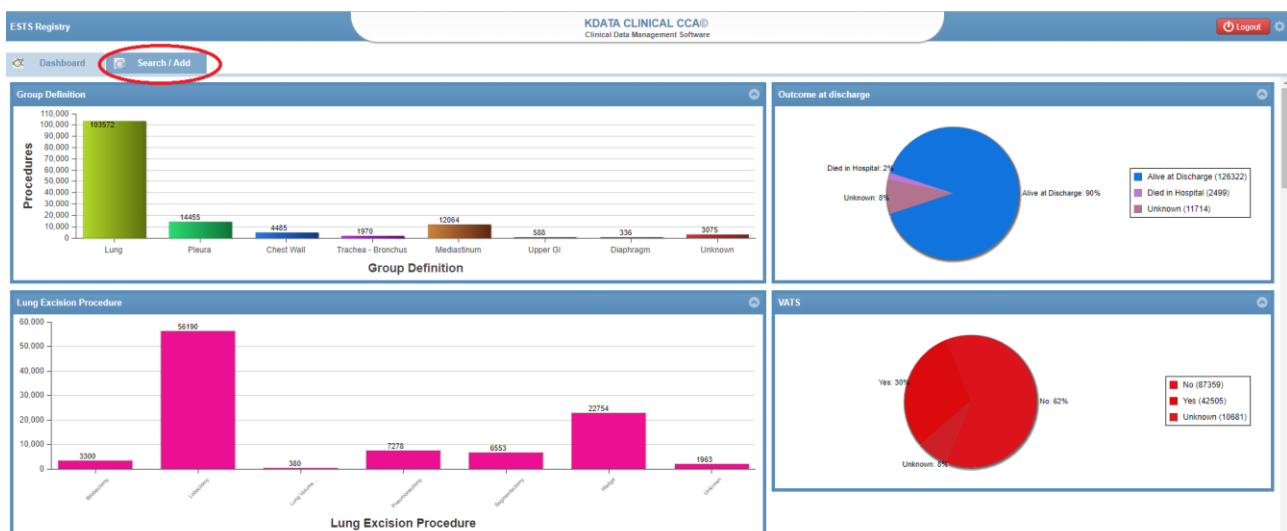 ESTS Registry
KDATA CLINICAL CCA©
Clinical Data Management Software
Logout
Dashboard
Search / Add
Group Definition
110,000
100,000
90,000
80,000
70,000
60,000
50,000
40,000
30,000
20,000
10,000
0
Procedures
103572
14455
4485
1970
12064
588
336
3075
Lung
Pleura
Chest Wall
Trachea - Bronchus
Mediastinum
Upper GI
Diaphragm
Unknown
Group Definition
Outcome at discharge
Died in Hospital: 2%
Unknown: 8%
Alive at Discharge: 90%
Alive at Discharge (126322)
Died in Hospital (2499)
Unknown (11714)
Lung Excision Procedure
60,000
50,000
40,000
30,000
20,000
10,000
0
3300
56190
380
7278
6553
22754
1963
Bilobectomy
Lobectomy
Lung Volume ...
Pneumonectomy
Segmentectomy
Wedge
Unknown
Lung Excision Procedure
VATS
Yes: 30%
No: 62%
Unknown: 8%
No (87359)
Yes (42505)
Unknown (10681)